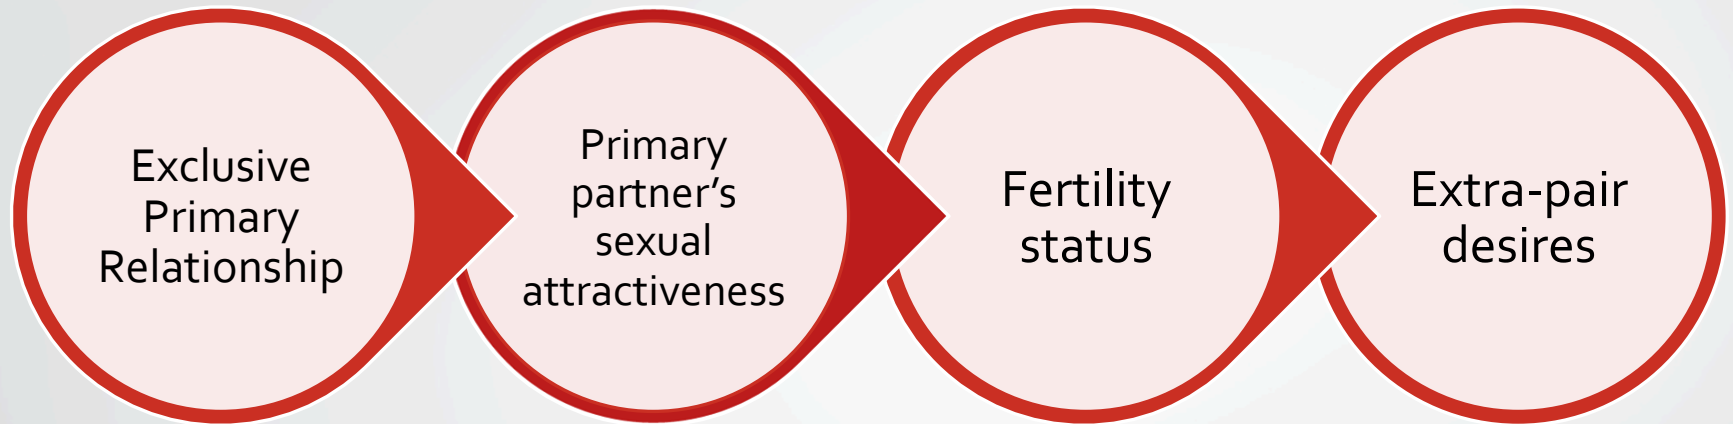 Exclusive
Primary
Relationship
Primary
partner’s
sexual
attractiveness
Fertility
status
Extra-pair
desires